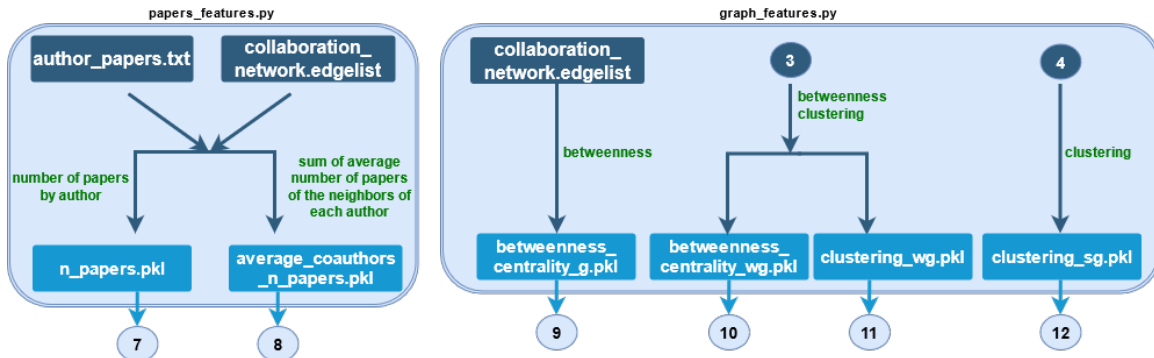 papers_features.py
author_papers.txt
collaboration_
network.edgelist
number of papers
by author
sum of average
number of papers
of the neighbors of
each author
n_papers.pkl
average_coauthors
_n_papers.pkl
7
8
graph_features.py
collaboration_
network.edgelist
3
4
betweenness
betweenness
clustering
clustering
betweenness_
centrality_g.pkl
betweenness_
centrality_wg.pkl
clustering_wg.pkl
clustering_sg.pkl
9
10
11
12